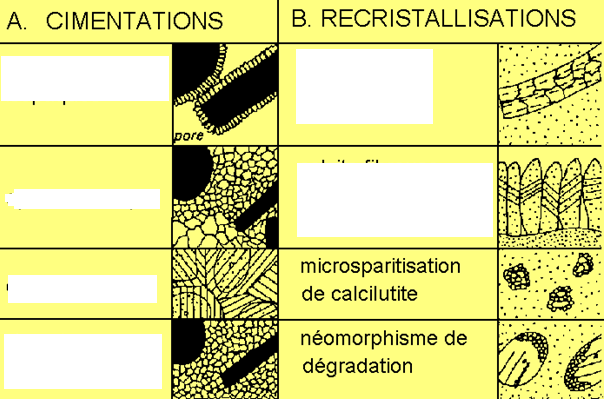 A. CIMENTATIONS
B. RECRISTALLISATIONS
pore
microsparitisation
de calcilutite
néomorphisme de
dégradation